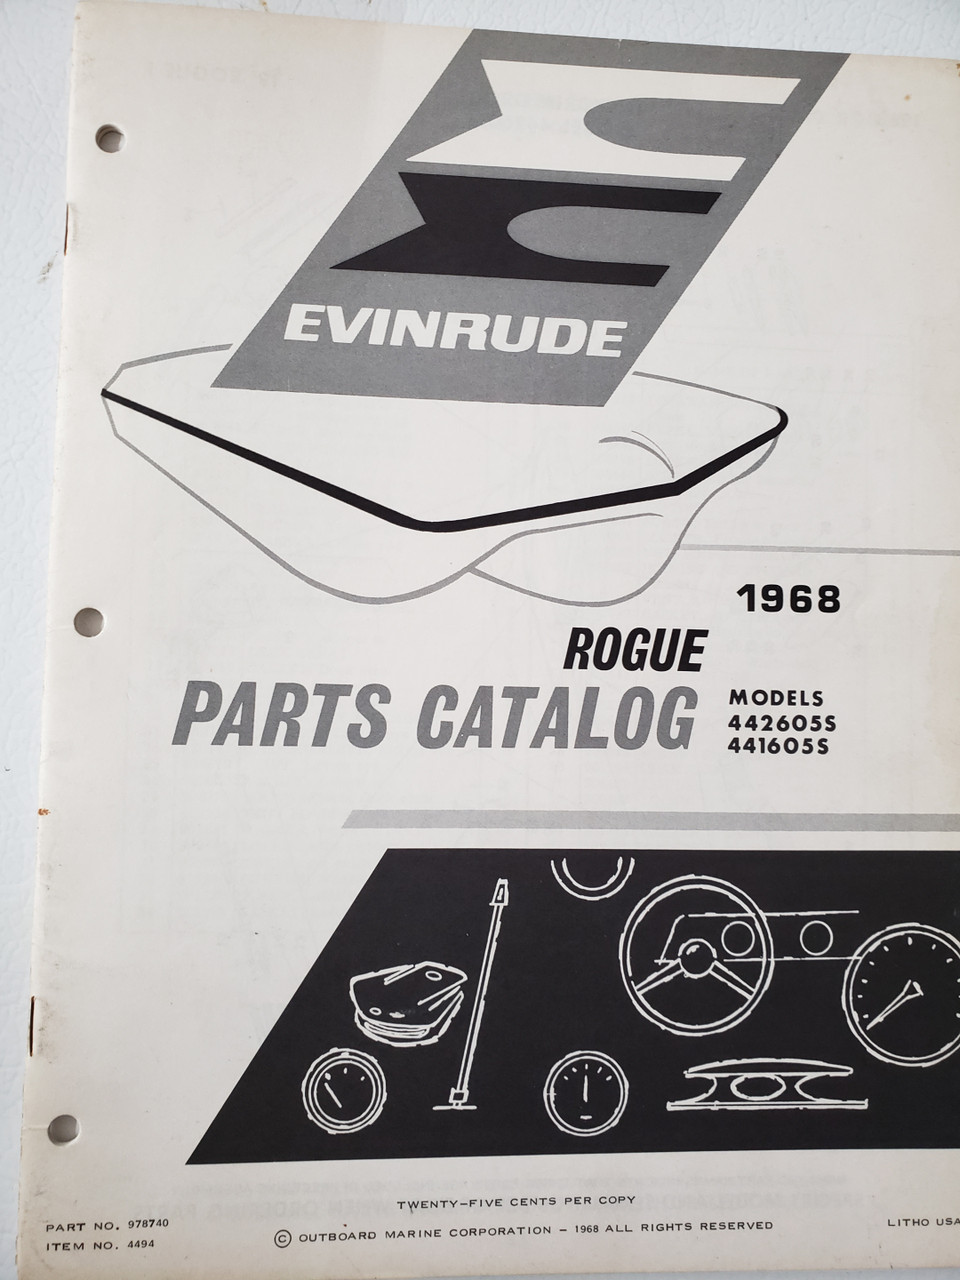 EVINRUDE
1968
ROGUE
PARTS CATALOG
MODELS
442605S
441605S
TWENTY-FIVE CENTS PER COPY
PART NO. 978740
ITEM NO. 4494
© OUTBOARD MARINE CORPORATION - 1968 ALL RIGHTS RESERVED
LITHO USA